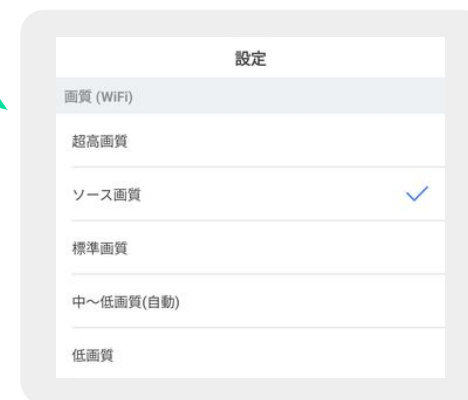 設定
画質 (WiFi)
超高画質
ソース画質
標準画質
中〜低画質(自動)
低画質